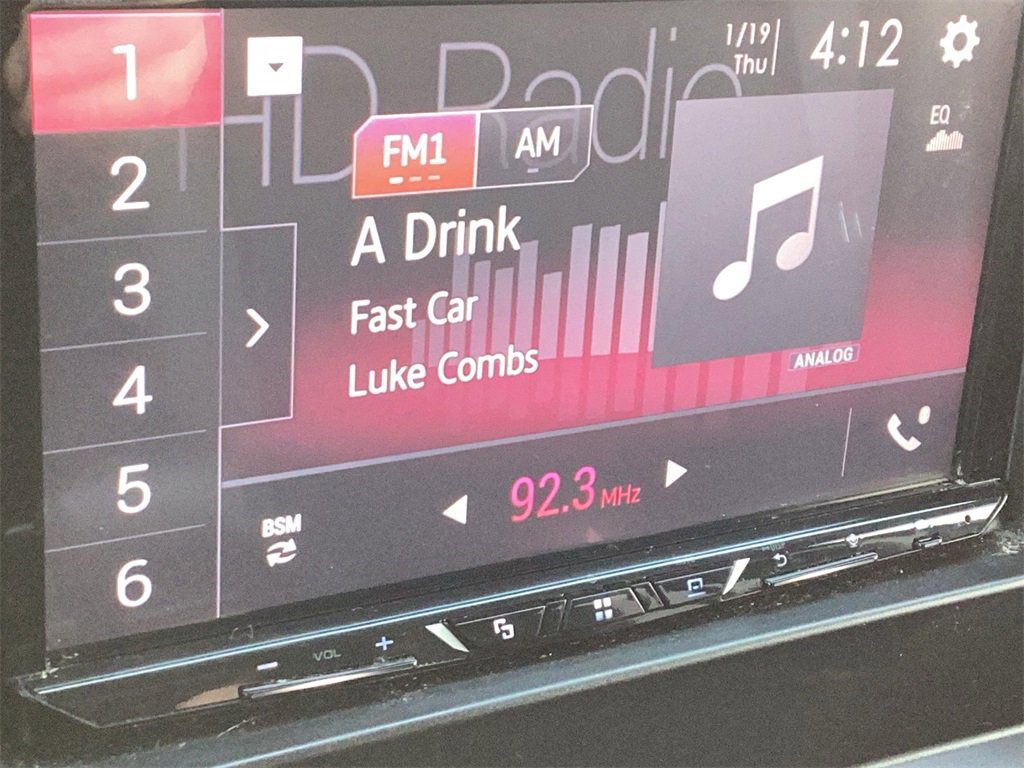 1
2
3
4
5
6
HD Radio
1/19
Thu
4:12
EQ
FM1
AM
A Drink
Fast Car
Luke Combs
ANALOG
BSM
92.3 MHz
- VOL +